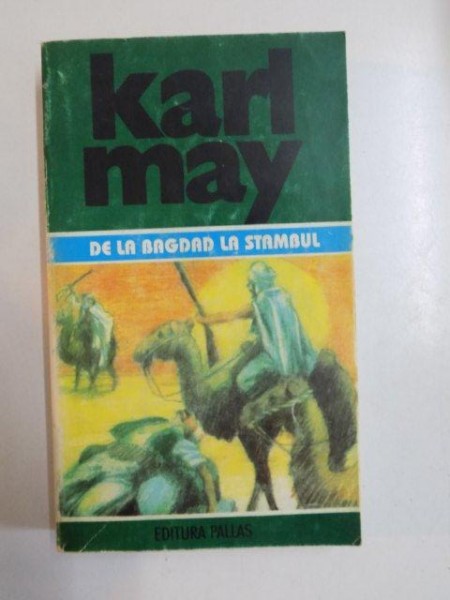 karl
may
DE LA BAGDAD LA STAMBUL
EDITURA PALLAS